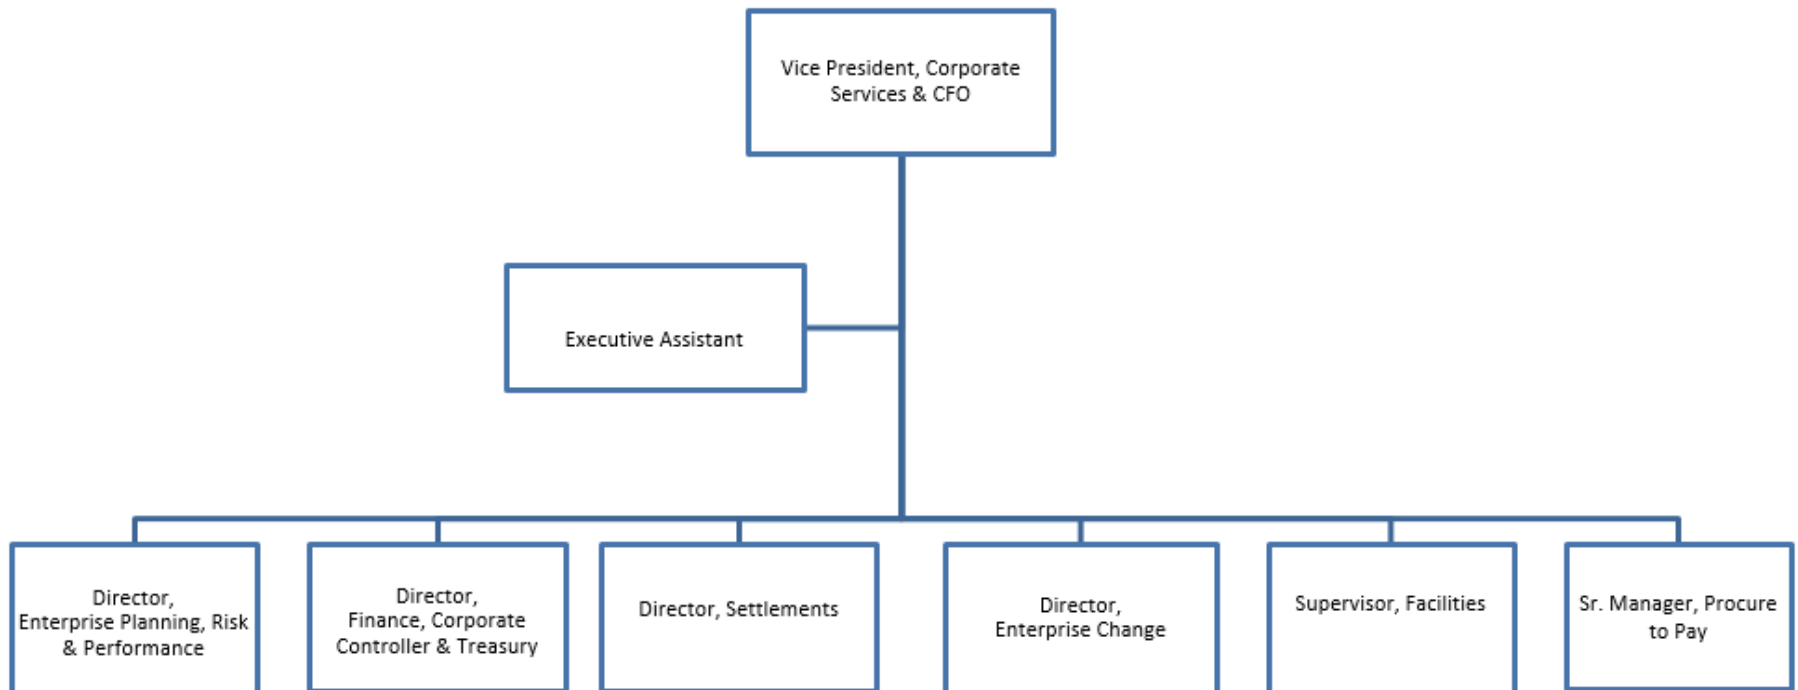 Vice President, Corporate
Services & CFO
Executive Assistant
Director,
Enterprise Planning, Risk
& Performance
Director,
Finance, Corporate
Controller & Treasury
Director, Settlements
Director,
Enterprise Change
Supervisor, Facilities
Sr. Manager, Procure
to Pay